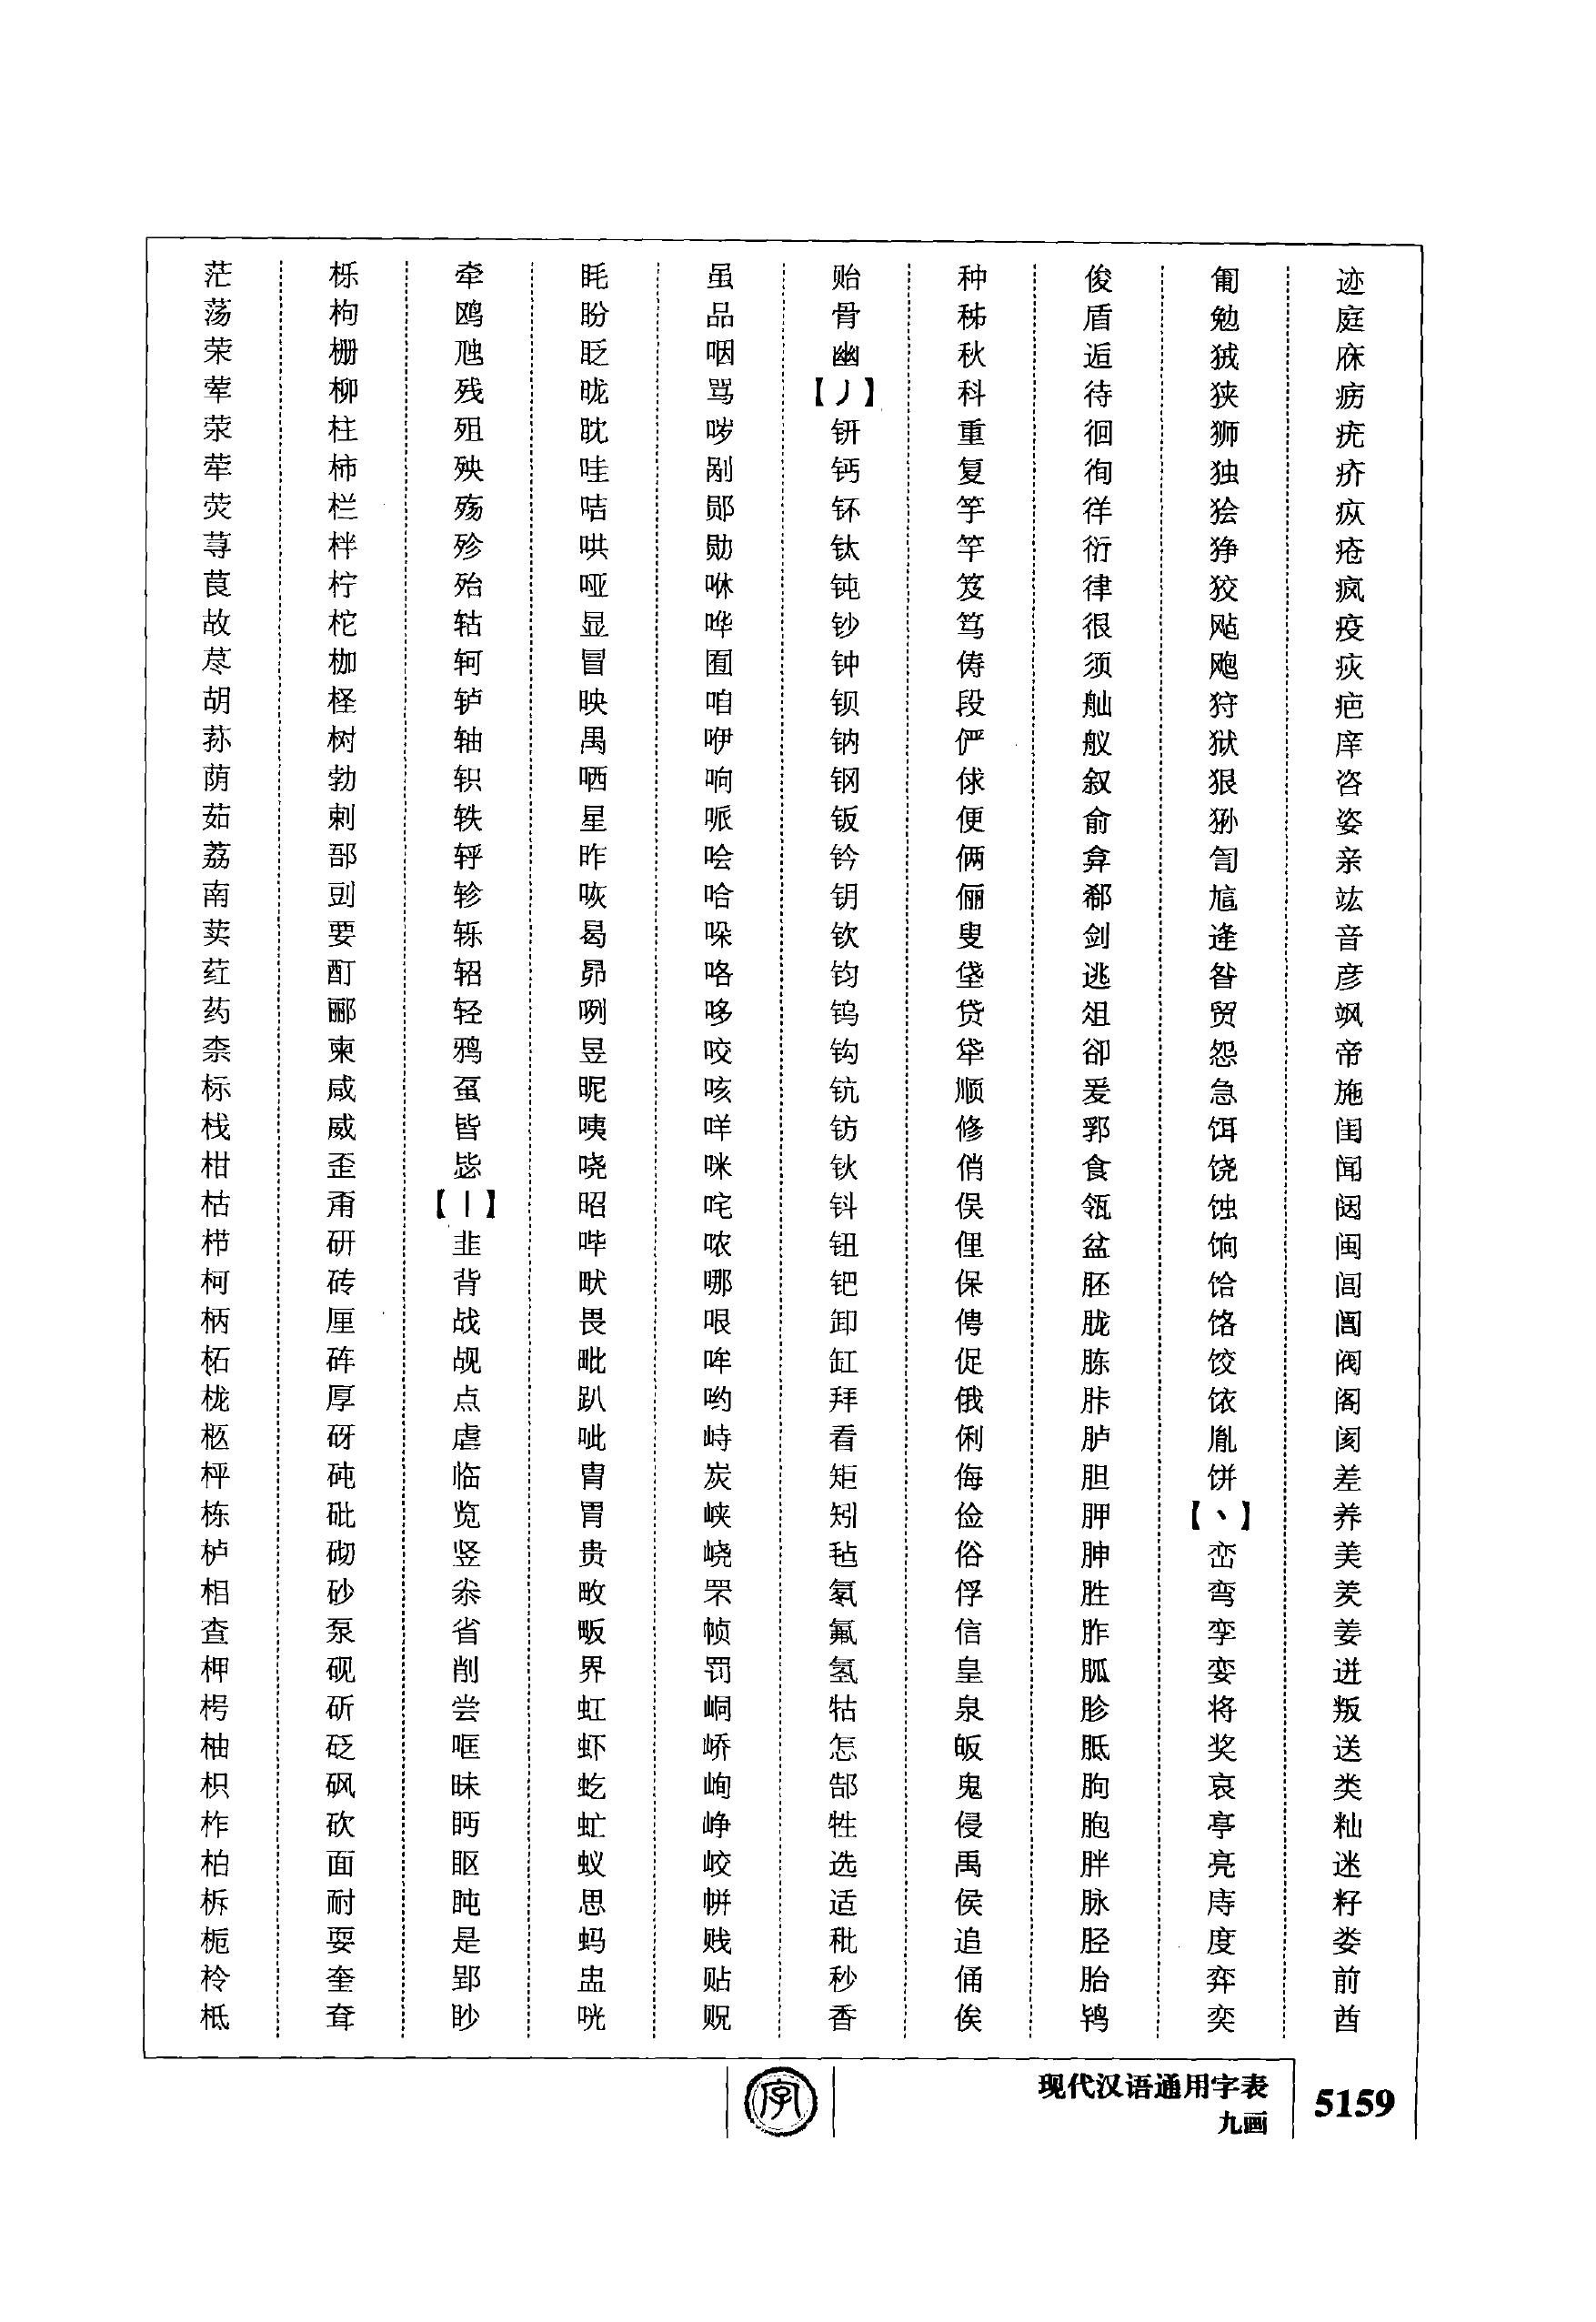 茫荡荣荤荥荦荧荨茛故荩胡荪荫茹荔南荬荭药柰标栈柑枯栉柯柄柘栊柩枰栋栌相查柙枵柚枳柞柏柝栀柃柢
栎枸栅柳柱柿栏柈柠柁枷柽树勃剌郚剅要酊郦柬咸威歪甭研砖厘砗厚砑砘砒砌砂泵砚斫砭砜砍面耐耍奎耷
牵鸥虺残殂殃殇殄殆轱轲轳轴轵轶轷轸轹轺轻鸦虿皆毖【丨】韭背战觇点虐临览竖尜省削尝哐昧眄眍盹是郢眇
眊盼眨昽眈哇咭哄哑显冒映禺哂星昨咴曷昴咧昱昵咦哓昭哔畎畏毗趴呲胄胃贵畋畈界虹虾虼虻蚁思蚂盅咣
虽品咽骂哕剐郧勋咻哗囿咱咿响哌哙哈哚咯哆咬咳咩咪咤哝哪哏哞哟峙炭峡峣罘帧罚峒峤峋峥峧帡贱贴贶
贻骨幽【丿】钘钙钚钛钝钞钟钡钠钢钣钤钥钦钧钨钩钪钫钬钭钮钯卸缸拜看矩矧毡氡氟氢牯怎郜牲选适秕秒香
种秭秋科重复竽竿笈笃俦段俨俅便俩俪叟垡贷牮顺修俏俣俚保俜促俄俐侮俭俗俘信皇泉皈鬼侵禹侯追俑俟
俊盾逅待徊徇徉衍律很须舢舣叙俞弇郗剑逃俎卻爰郛食瓴盆胚胧胨胩胪胆胛胂胜胙胍胗胝朐胞胖脉胫胎鸨
匍勉狨狭狮独狯狰狡飐飑狩狱狠狲訇訄逄昝贸怨急饵饶蚀饷饸饹饺饻胤饼【丶】峦弯孪娈将奖哀亭亮庤度弈奕
迹庭庥疬疣疥疭疮疯疫疢疤庠咨姿亲竑音彦飒帝施闺闻闼闽闾闿阀阁阂差养美羑姜迸叛送类籼迷籽娄前酋
字
现代汉语通用字表
九画
5159